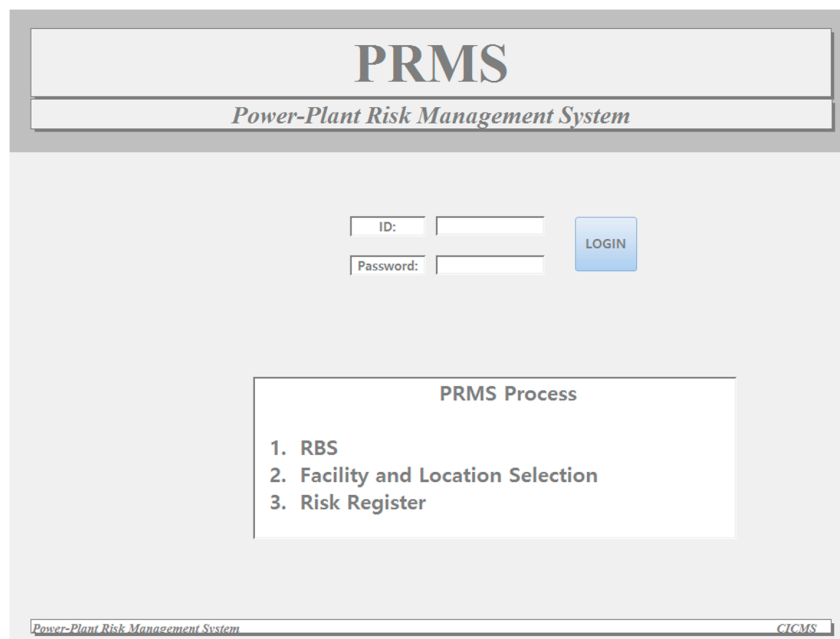 PRMS
Power-Plant Risk Management System
ID:
LOGIN
Password:
PRMS Process
1. RBS
2. Facility and Location Selection
3. Risk Register
Power-Plant Risk Management System CICMS